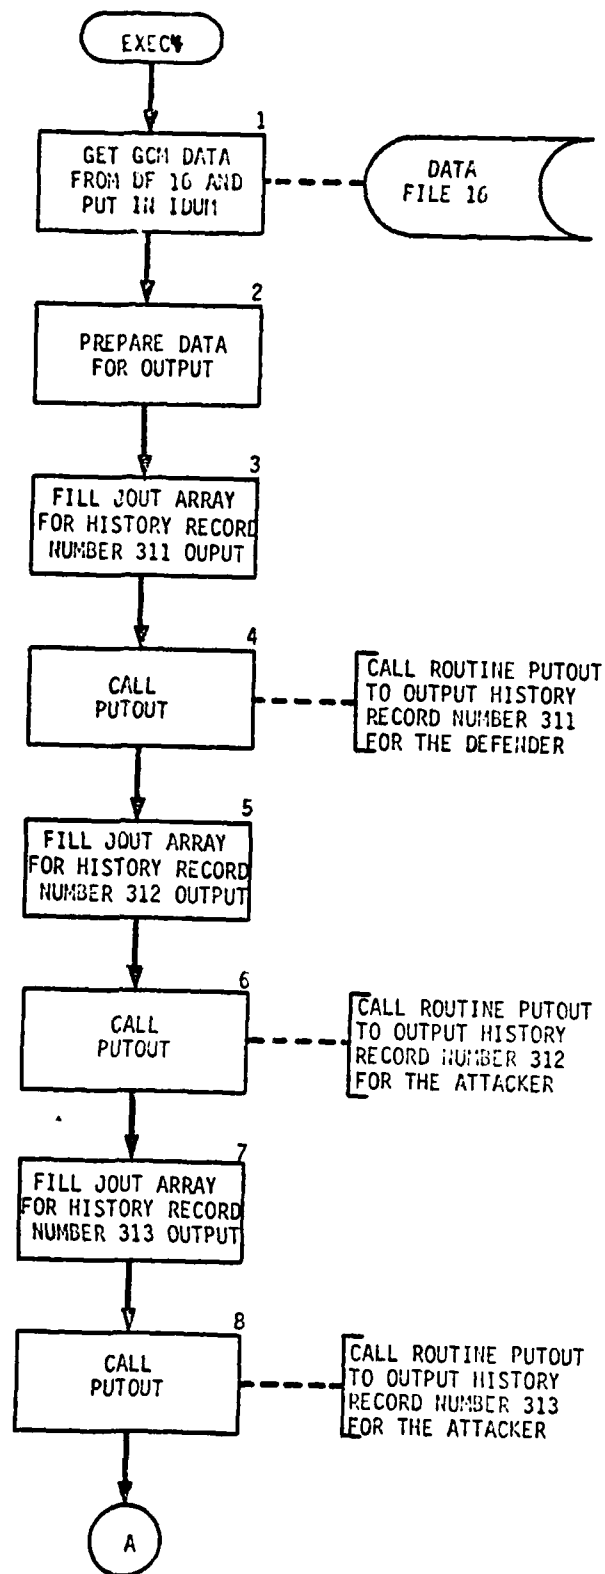 EXEC4
1
GET GCM DATA
FROM DF 16 AND
PUT IN IDUM
DATA
FILE 16
2
PREPARE DATA
FOR OUTPUT
3
FILL JOUT ARRAY
FOR HISTORY RECORD
NUMBER 311 OUPUT
4
CALL
PUTOUT
CALL ROUTINE PUTOUT
TO OUTPUT HISTORY
RECORD NUMBER 311
FOR THE DEFENDER
5
FILL JOUT ARRAY
FOR HISTORY RECORD
NUMBER 312 OUTPUT
6
CALL
PUTOUT
CALL ROUTINE PUTOUT
TO OUTPUT HISTORY
RECORD NUMBER 312
FOR THE ATTACKER
7
FILL JOUT ARRAY
FOR HISTORY RECORD
NUMBER 313 OUTPUT
8
CALL
PUTOUT
CALL ROUTINE PUTOUT
TO OUTPUT HISTORY
RECORD NUMBER 313
FOR THE ATTACKER
A